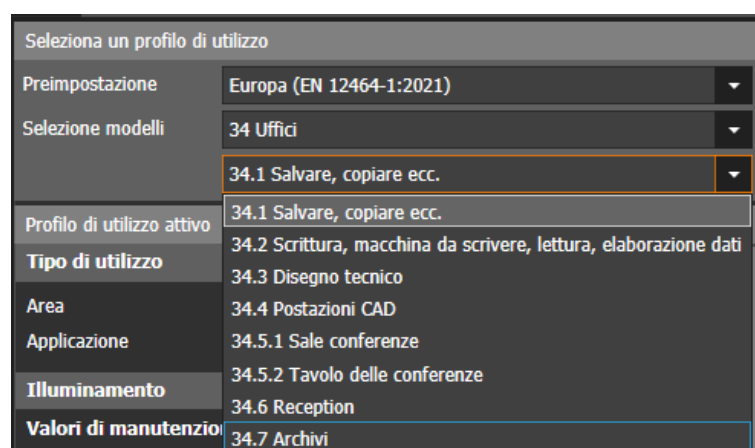 Seleziona un profilo di utilizzo
Preimpostazione Europa (EN 12464-1:2021)
Selezione modelli 34 Uffici
34.1 Salvare, copiare ecc.
Profilo di utilizzo attivo
Tipo di utilizzo
Area
Applicazione
Illuminamento
Valori di
34.1 Salvare, copiare ecc.
34.2 Scrittura, macchina da scrivere, lettura, elaborazione dati
34.3 Disegno tecnico
34.4 Postazioni CAD
34.5.1 Sale conferenze
34.5.2 Tavolo delle conferenze
34.6 Reception
34.7 Archivi